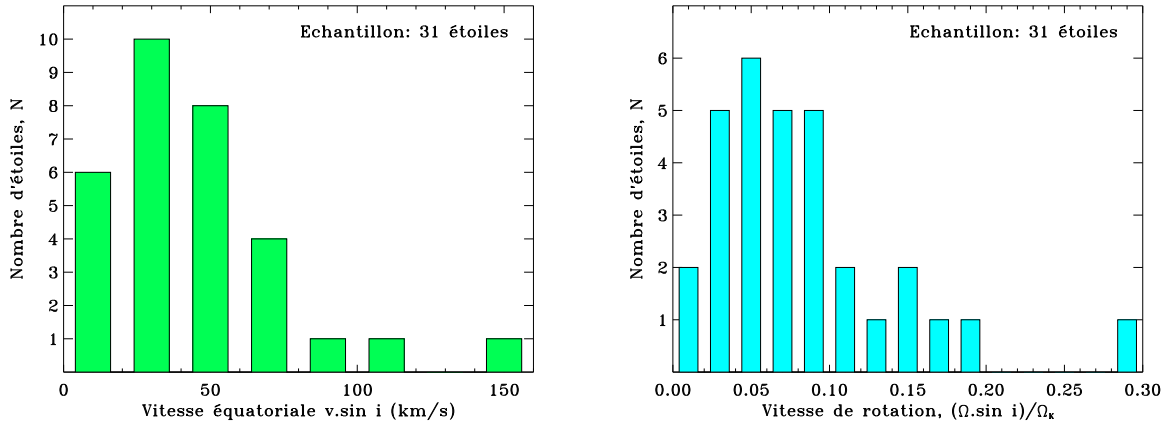 Echantillon: 31 étoiles
Nombre d'étoiles, N
10
9
8
7
6
5
4
3
2
1
0 50 100 150
Vitesse équatoriale v.sin i (km/s)
Echantillon: 31 étoiles
Nombre d'étoiles, N
6
5
4
3
2
1
0.00 0.05 0.10 0.15 0.20 0.25 0.30
Vitesse de rotation, (Ω.sin i)/ΩK